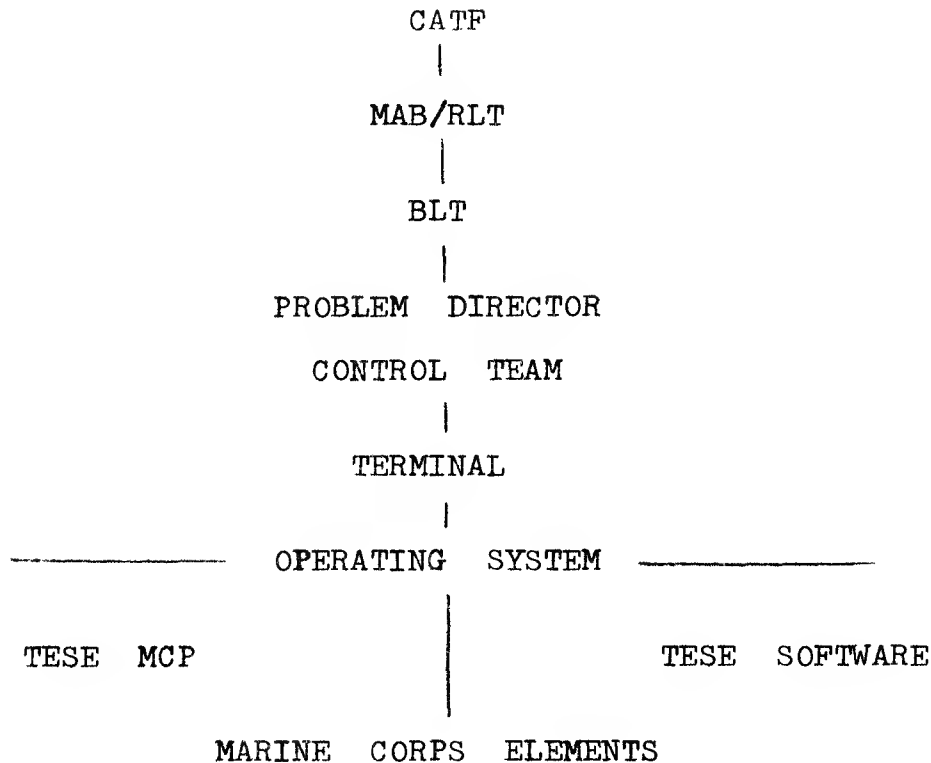 CATF
MAB/RLT
BLT
PROBLEM DIRECTOR
CONTROL TEAM
TERMINAL
OPERATING SYSTEM
TESE MCP TESE SOFTWARE
MARINE CORPS ELEMENTS